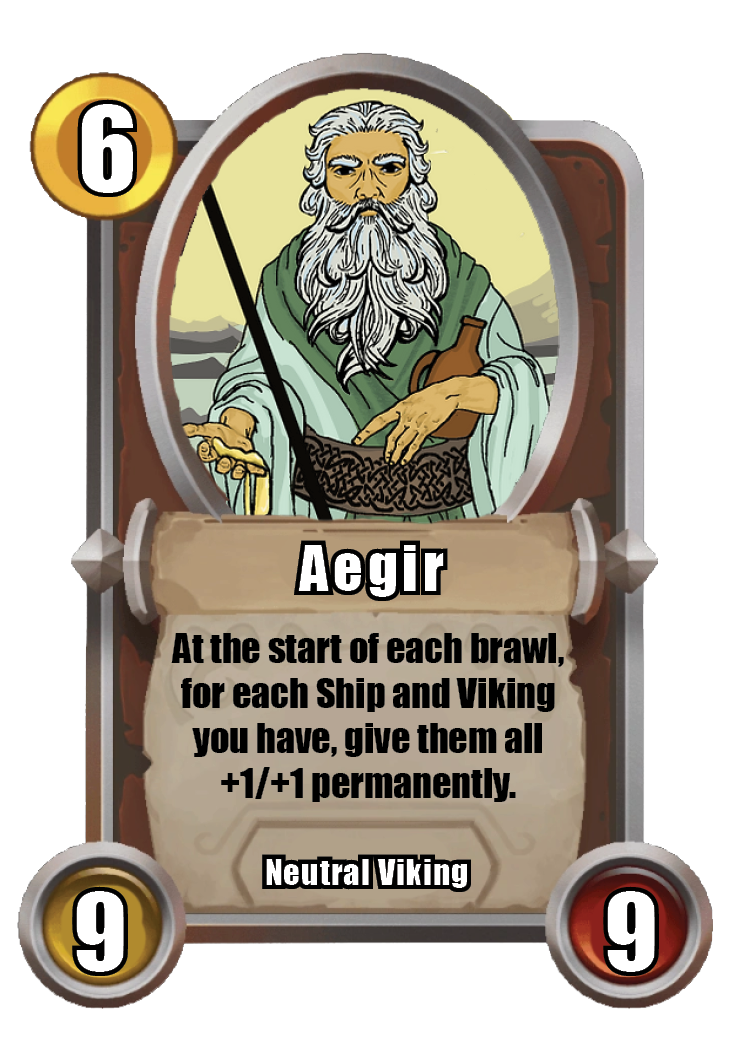 6
Aegir
At the start of each brawl,
for each Ship and Viking
you have, give them all
+1/+1 permanently.
Neutral Viking
9
9